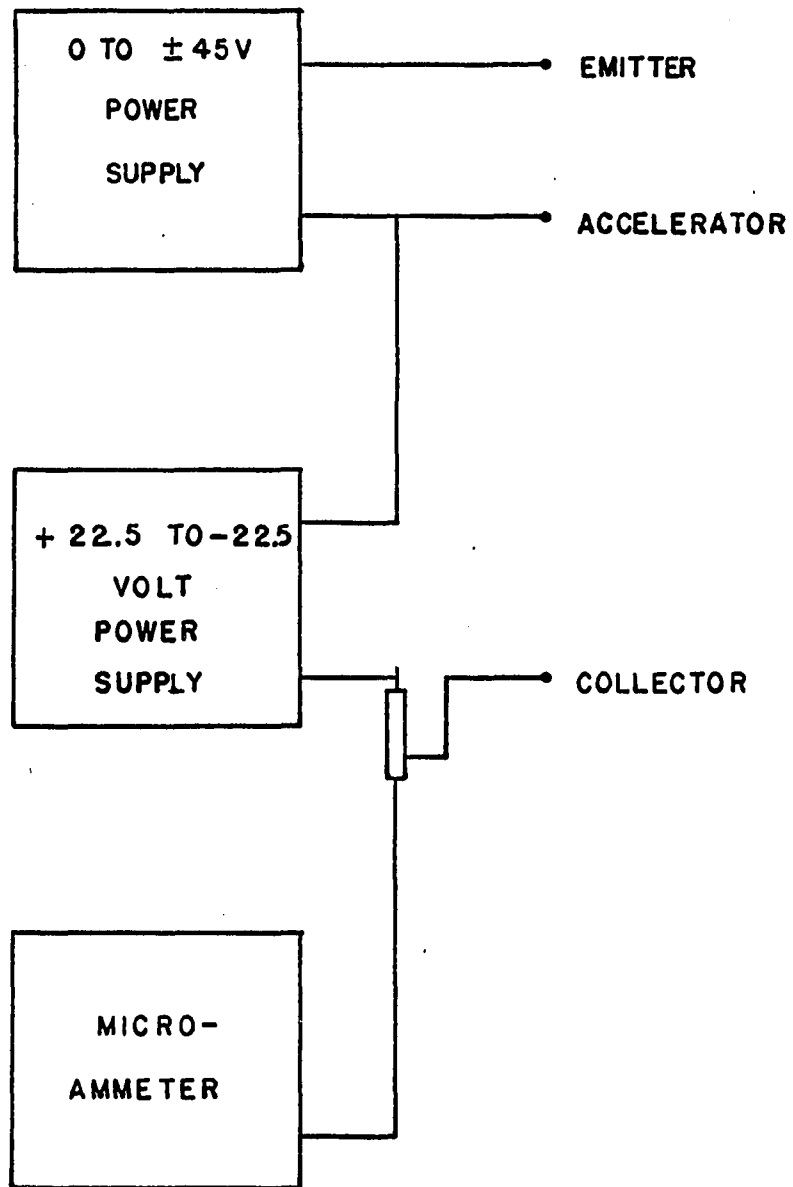 0 TO ± 45V
POWER
SUPPLY
EMITTER
ACCELERATOR
+ 22.5 TO - 22.5
VOLT
POWER
SUPPLY
COLLECTOR
MICRO-
AMMETER